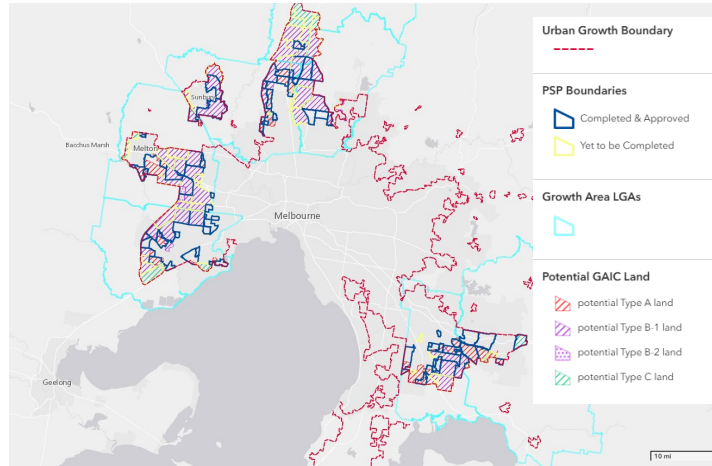 Urban Growth Boundary
PSP Boundaries
Completed & Approved
Yet to be Completed
Growth Area LGAs
Potential GAIC Land
potential Type A land
potential Type B-1 land
potential Type B-2 land
potential Type C land
Bacchus Marsh
Melton
Melbourne
Geelong
10 mi